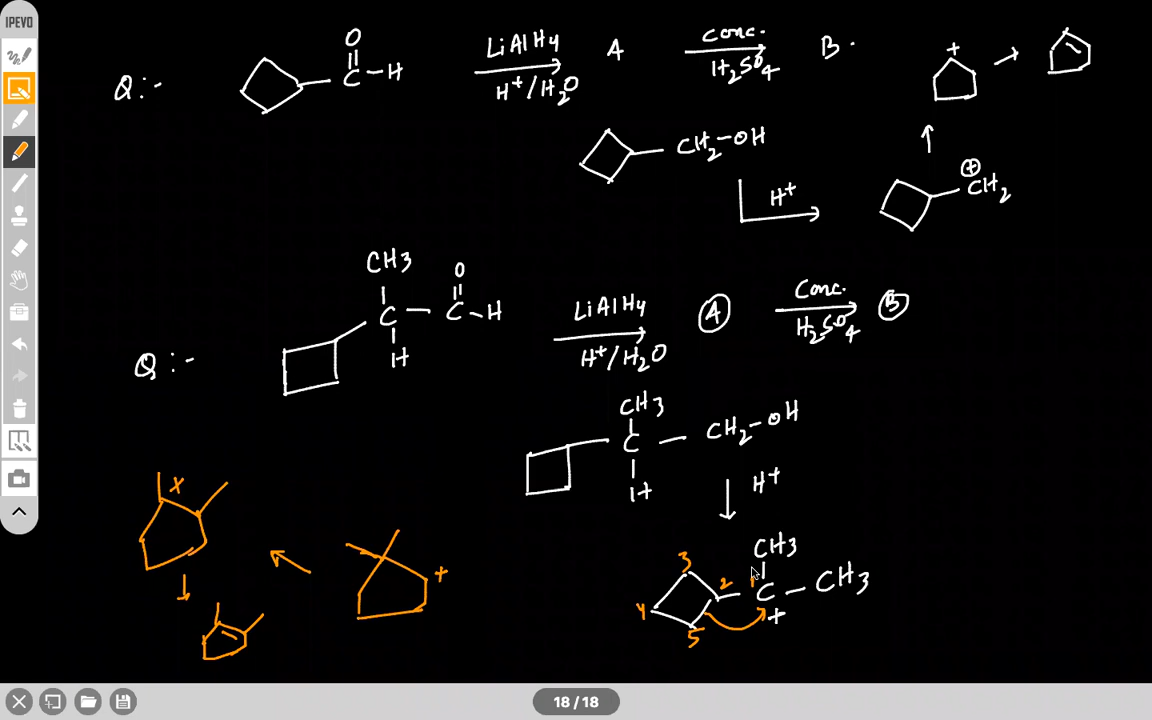 IPEVO
Q:- O C-H LiAlH4 H+/H2O A Conc. H2SO4 B. +
CH2-OH H+ ⊕ CH2
Q:- CH3 C H O C-H LiAlH4 H+/H2O A Conc. H2SO4 B
CH3 C H CH2-OH
H+
+ +
CH3
3 2 1 C - CH3
4 5 +
18 / 18